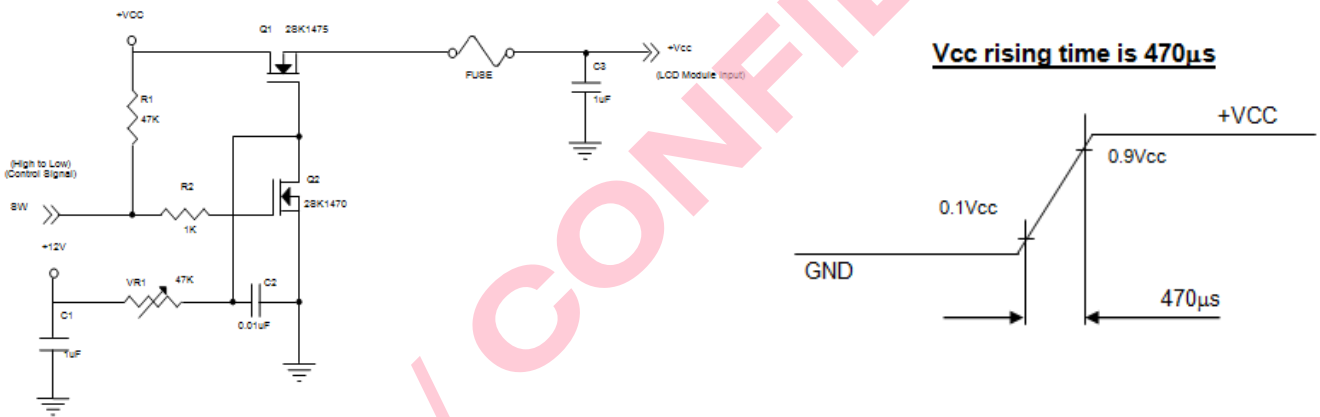 +VCC
Q1 2SK1475
FUSE
+Vcc
(LCD Module Input)
C3
1uF
R1
47K
(High to Low)
(Control Signal)
SW
R2
1K
Q2
2SK1470
+12V
VR1 47K
C1
1uF
C2
0.01uF
Vcc rising time is 470µs
+VCC
0.9Vcc
0.1Vcc
GND
470µs
/ CONFI